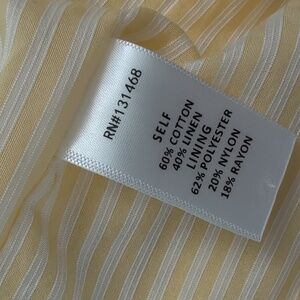 RN#131468
SELF
60% COTTON
40% LINEN
LINING
62% POLYESTER
20% NYLON
18% RAYON